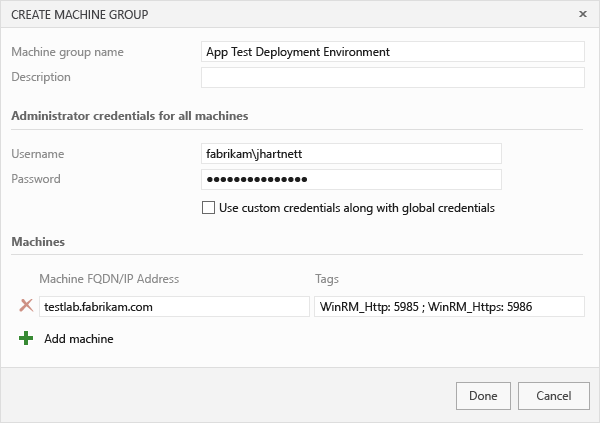 CREATE MACHINE GROUP ×
Machine group name App Test Deployment Environment
Description
Administrator credentials for all machines
Username fabrikam\jhartnett
Password ●●●●●●●●●●●●●●●
Use custom credentials along with global credentials
Machines
Machine FQDN/IP Address Tags
testlab.fabrikam.com WinRM_Http: 5985 ; WinRM_Https: 5986
Add machine
Done Cancel